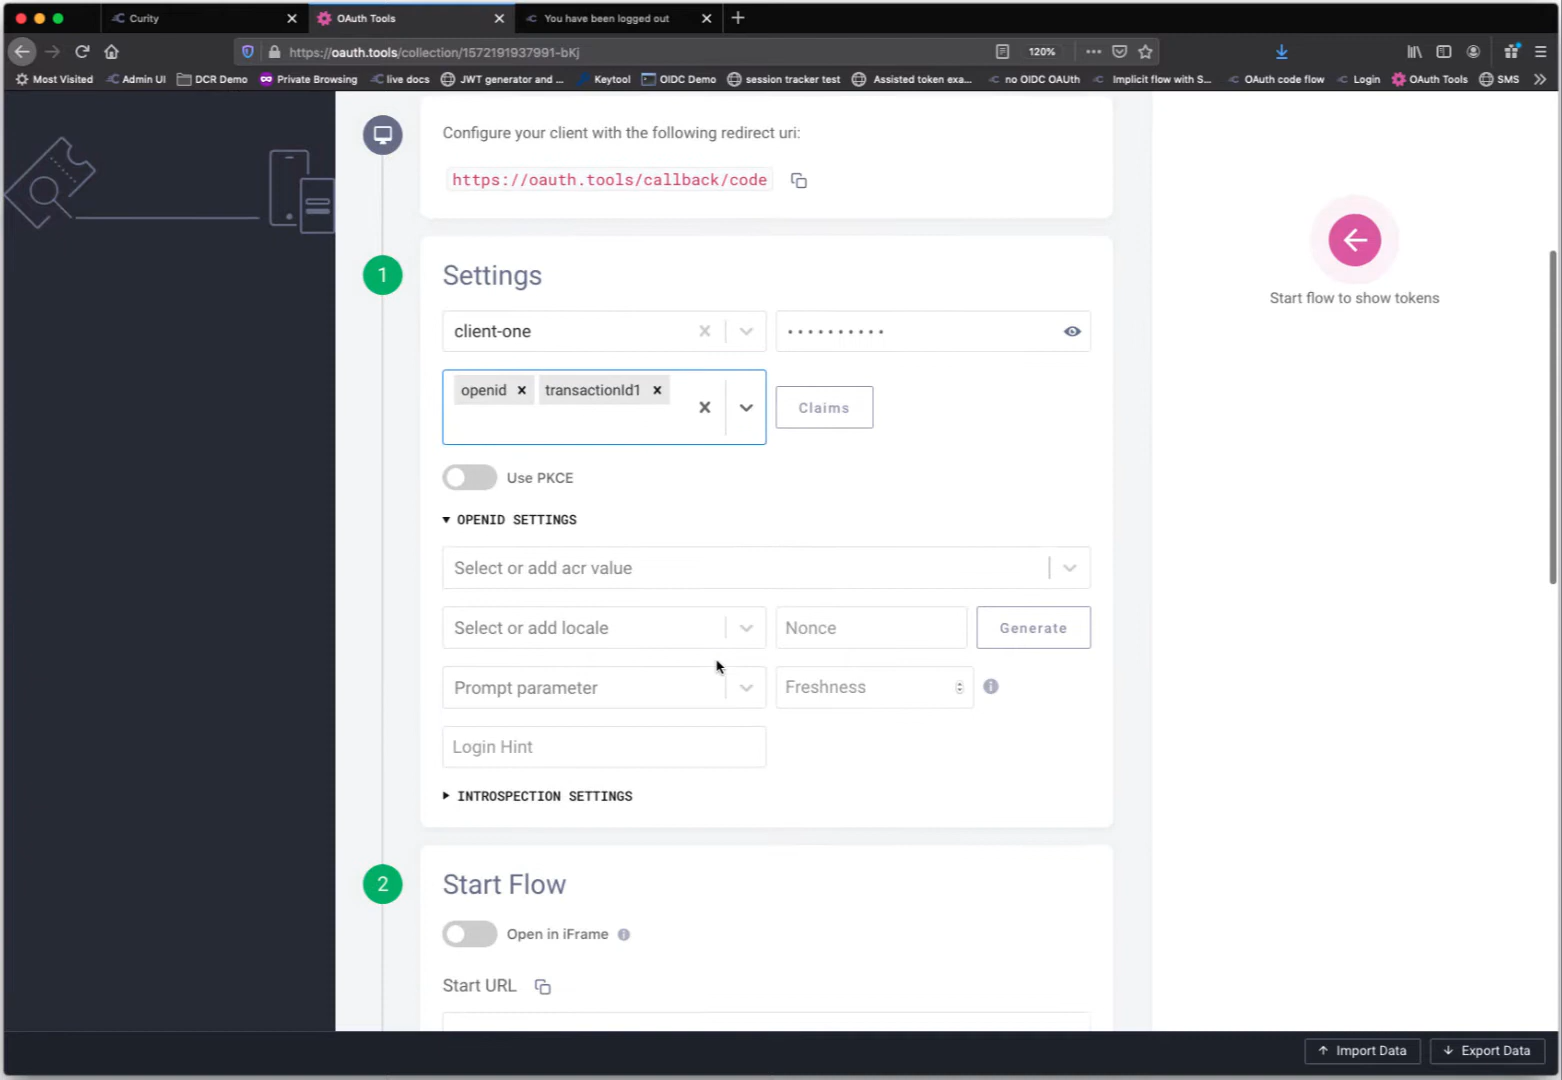 Curity
OAuth Tools
You have been logged out
https://oauth.tools/collection/1572191937991-bKj
120%
Most Visited
Admin UI
DCR Demo
Private Browsing
live docs
JWT generator and ...
Keytool
OIDC Demo
session tracker test
Assisted token exa...
no OIDC OAuth
Implicit flow with S...
OAuth code flow
Login
OAuth Tools
SMS
Configure your client with the following redirect uri:
https://oauth.tools/callback/code
Start flow to show tokens
1
Settings
client-one
openid
transactionId1
Claims
Use PKCE
OPENID SETTINGS
Select or add acr value
Select or add locale
Nonce
Generate
Prompt parameter
Freshness
Login Hint
INTROSPECTION SETTINGS
2
Start Flow
Open in iFrame
Start URL
Import Data
Export Data